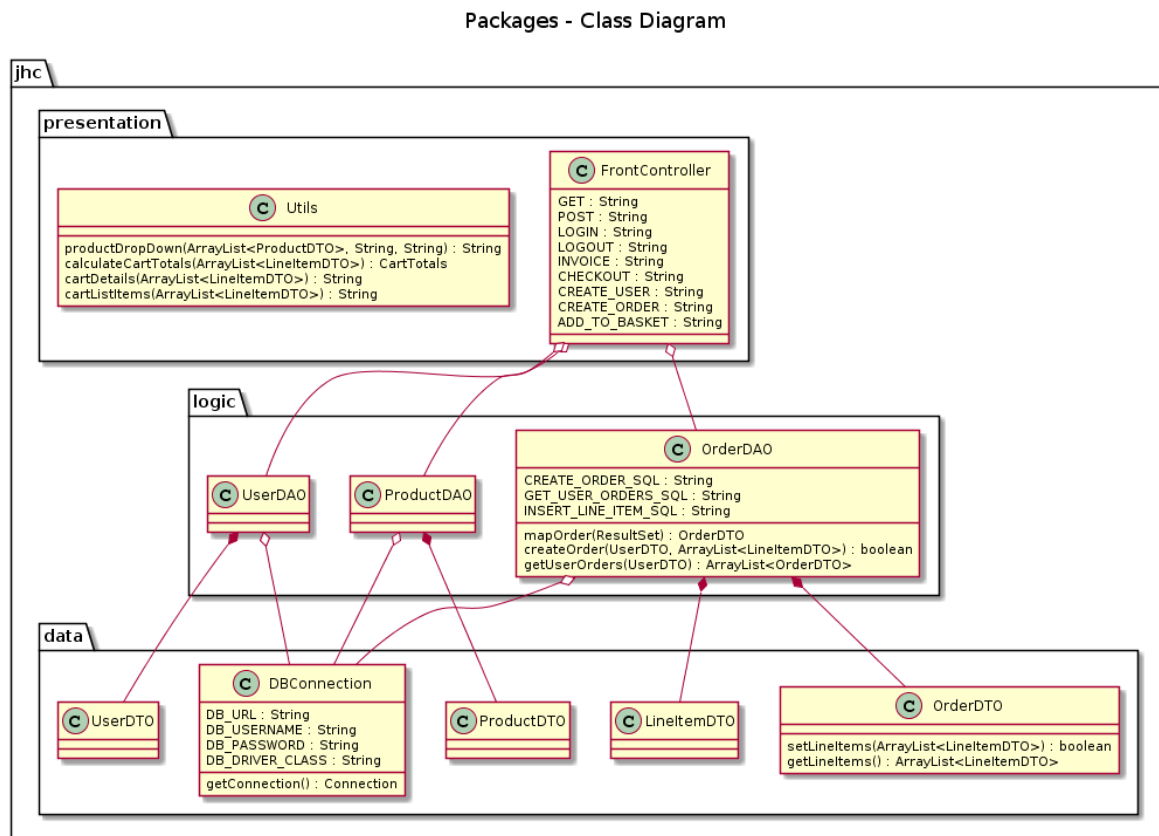 Packages - Class Diagram
jhc
presentation
C Utils
productDropDown(ArrayList<ProductDTO>, String, String) : String
calculateCartTotals(ArrayList<LineItemDTO>) : CartTotals
cartDetails(ArrayList<LineItemDTO>) : String
cartListItems(ArrayList<LineItemDTO>) : String
C FrontController
GET : String
POST : String
LOGIN : String
LOGOUT : String
INVOICE : String
CHECKOUT : String
CREATE_USER : String
CREATE_ORDER : String
ADD_TO_BASKET : String
logic
C UserDAO
C ProductDAO
C OrderDAO
CREATE_ORDER_SQL : String
GET_USER_ORDERS_SQL : String
INSERT_LINE_ITEM_SQL : String
mapOrder(ResultSet) : OrderDTO
createOrder(UserDTO, ArrayList<LineItemDTO>) : boolean
getUserOrders(UserDTO) : ArrayList<OrderDTO>
data
C UserDTO
C DBConnection
DB_URL : String
DB_USERNAME : String
DB_PASSWORD : String
DB_DRIVER_CLASS : String
getConnection() : Connection
C ProductDTO
C LineItemDTO
C OrderDTO
setLineItems(ArrayList<LineItemDTO>) : boolean
getLineItems() : ArrayList<LineItemDTO>